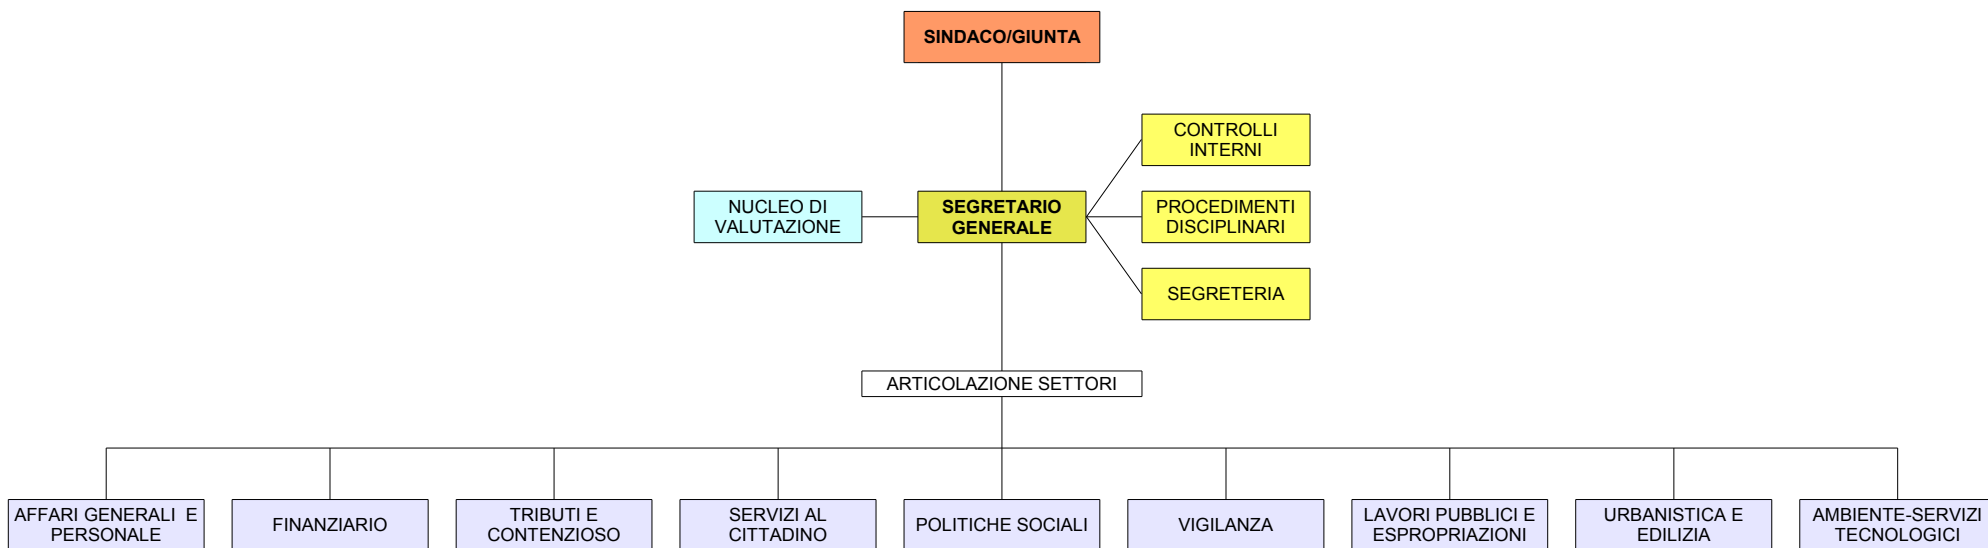 SINDACO/GIUNTA
CONTROLLI
INTERNI
NUCLEO DI
VALUTAZIONE
SEGRETARIO
GENERALE
PROCEDIMENTI
DISCIPLINARI
SEGRETERIA
ARTICOLAZIONE SETTORI
AFFARI GENERALI E
PERSONALE
FINANZIARIO
TRIBUTI E
CONTENZIOSO
SERVIZI AL
CITTADINO
POLITICHE SOCIALI
VIGILANZA
LAVORI PUBBLICI E
ESPROPRIAZIONI
URBANISTICA E
EDILIZIA
AMBIENTE-SERVIZI
TECNOLOGICI